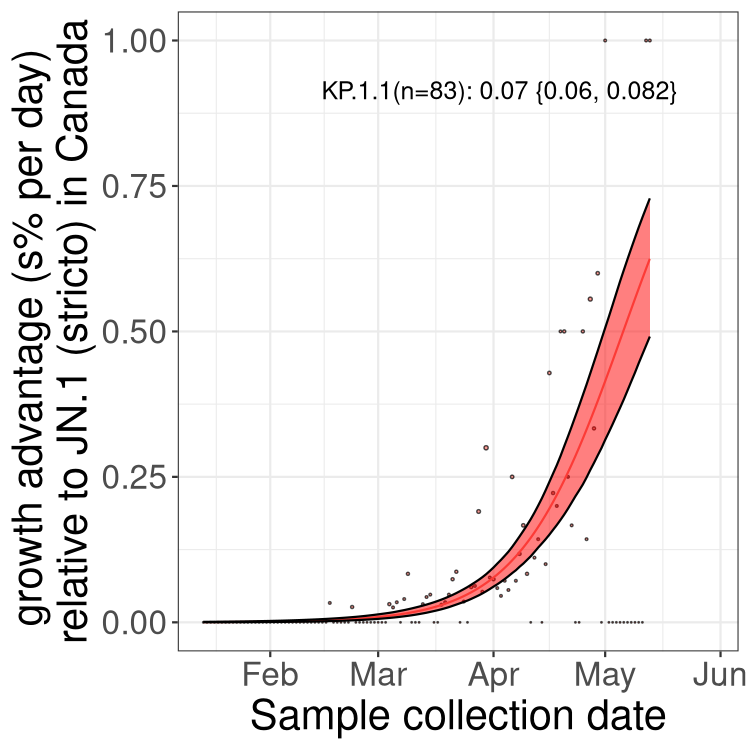 growth advantage (s% per day)
relative to JN.1 (stricto) in Canada
1.00
0.75
0.50
0.25
0.00
KP.1.1(n=83): 0.07 {0.06, 0.082}
Feb Mar Apr May Jun
Sample collection date